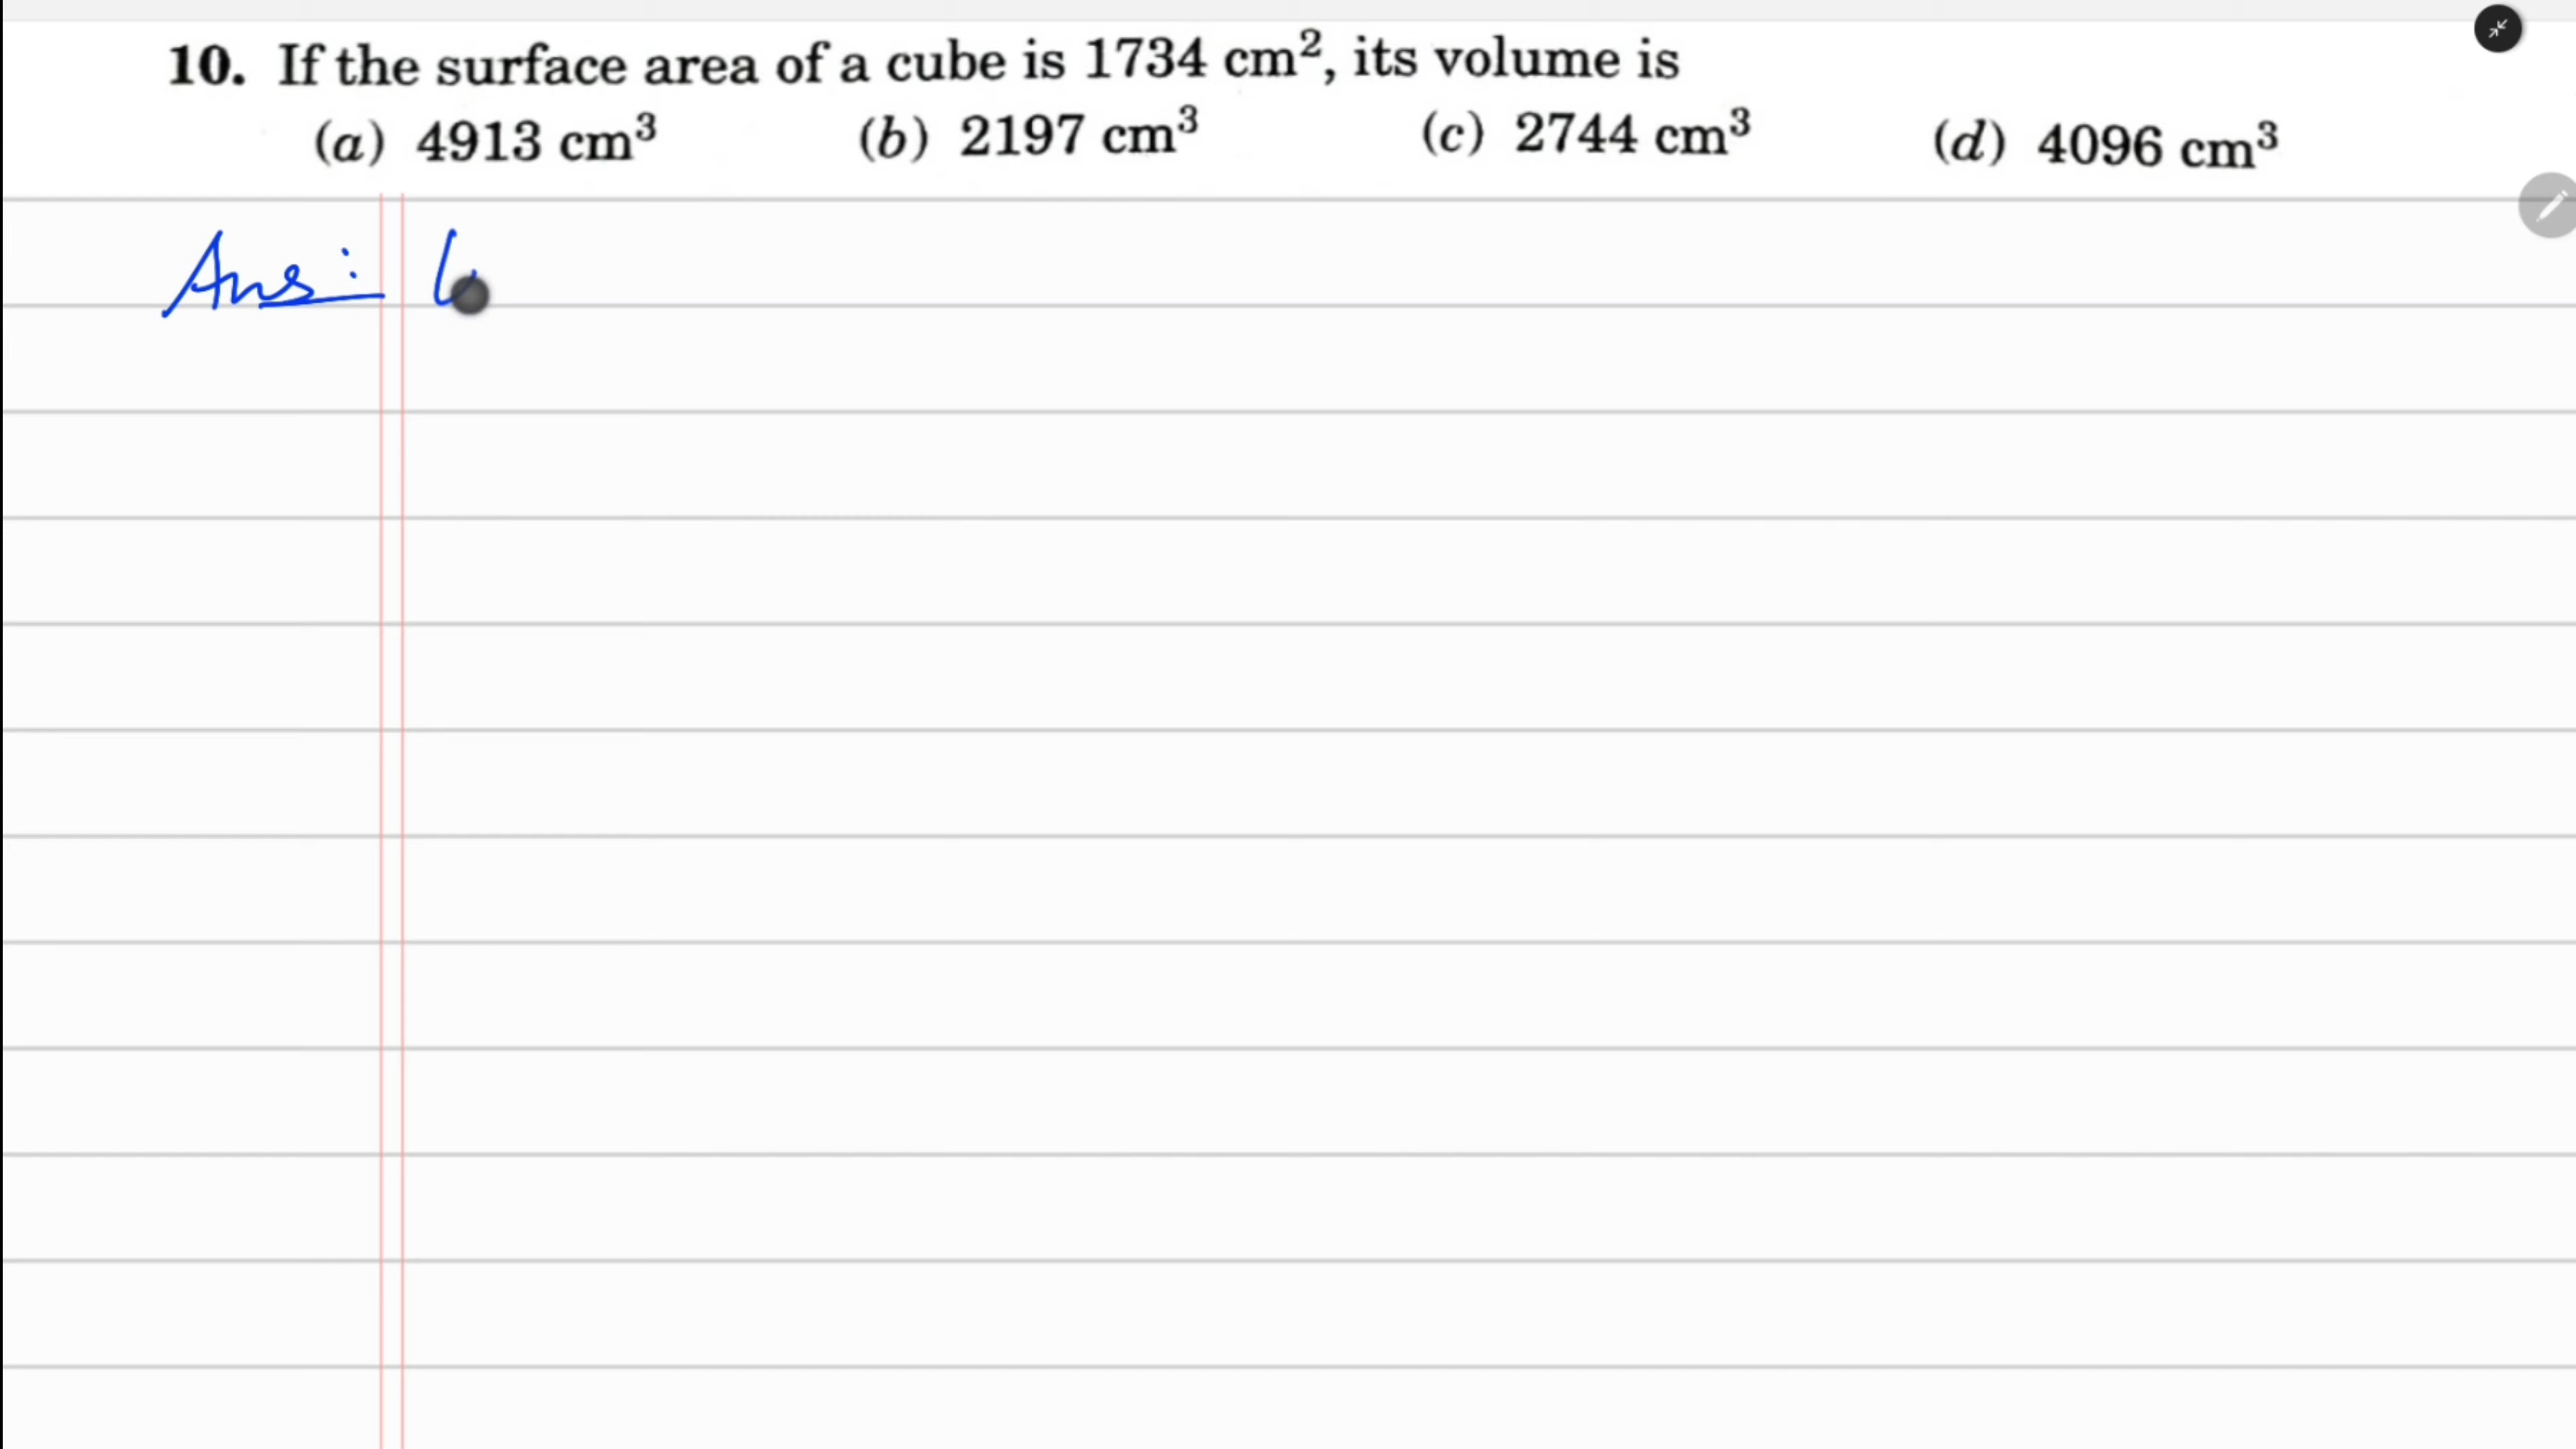 10. If the surface area of a cube is 1734 cm², its volume is
(a) 4913 cm³ (b) 2197 cm³ (c) 2744 cm³ (d) 4096 cm³
Ans: